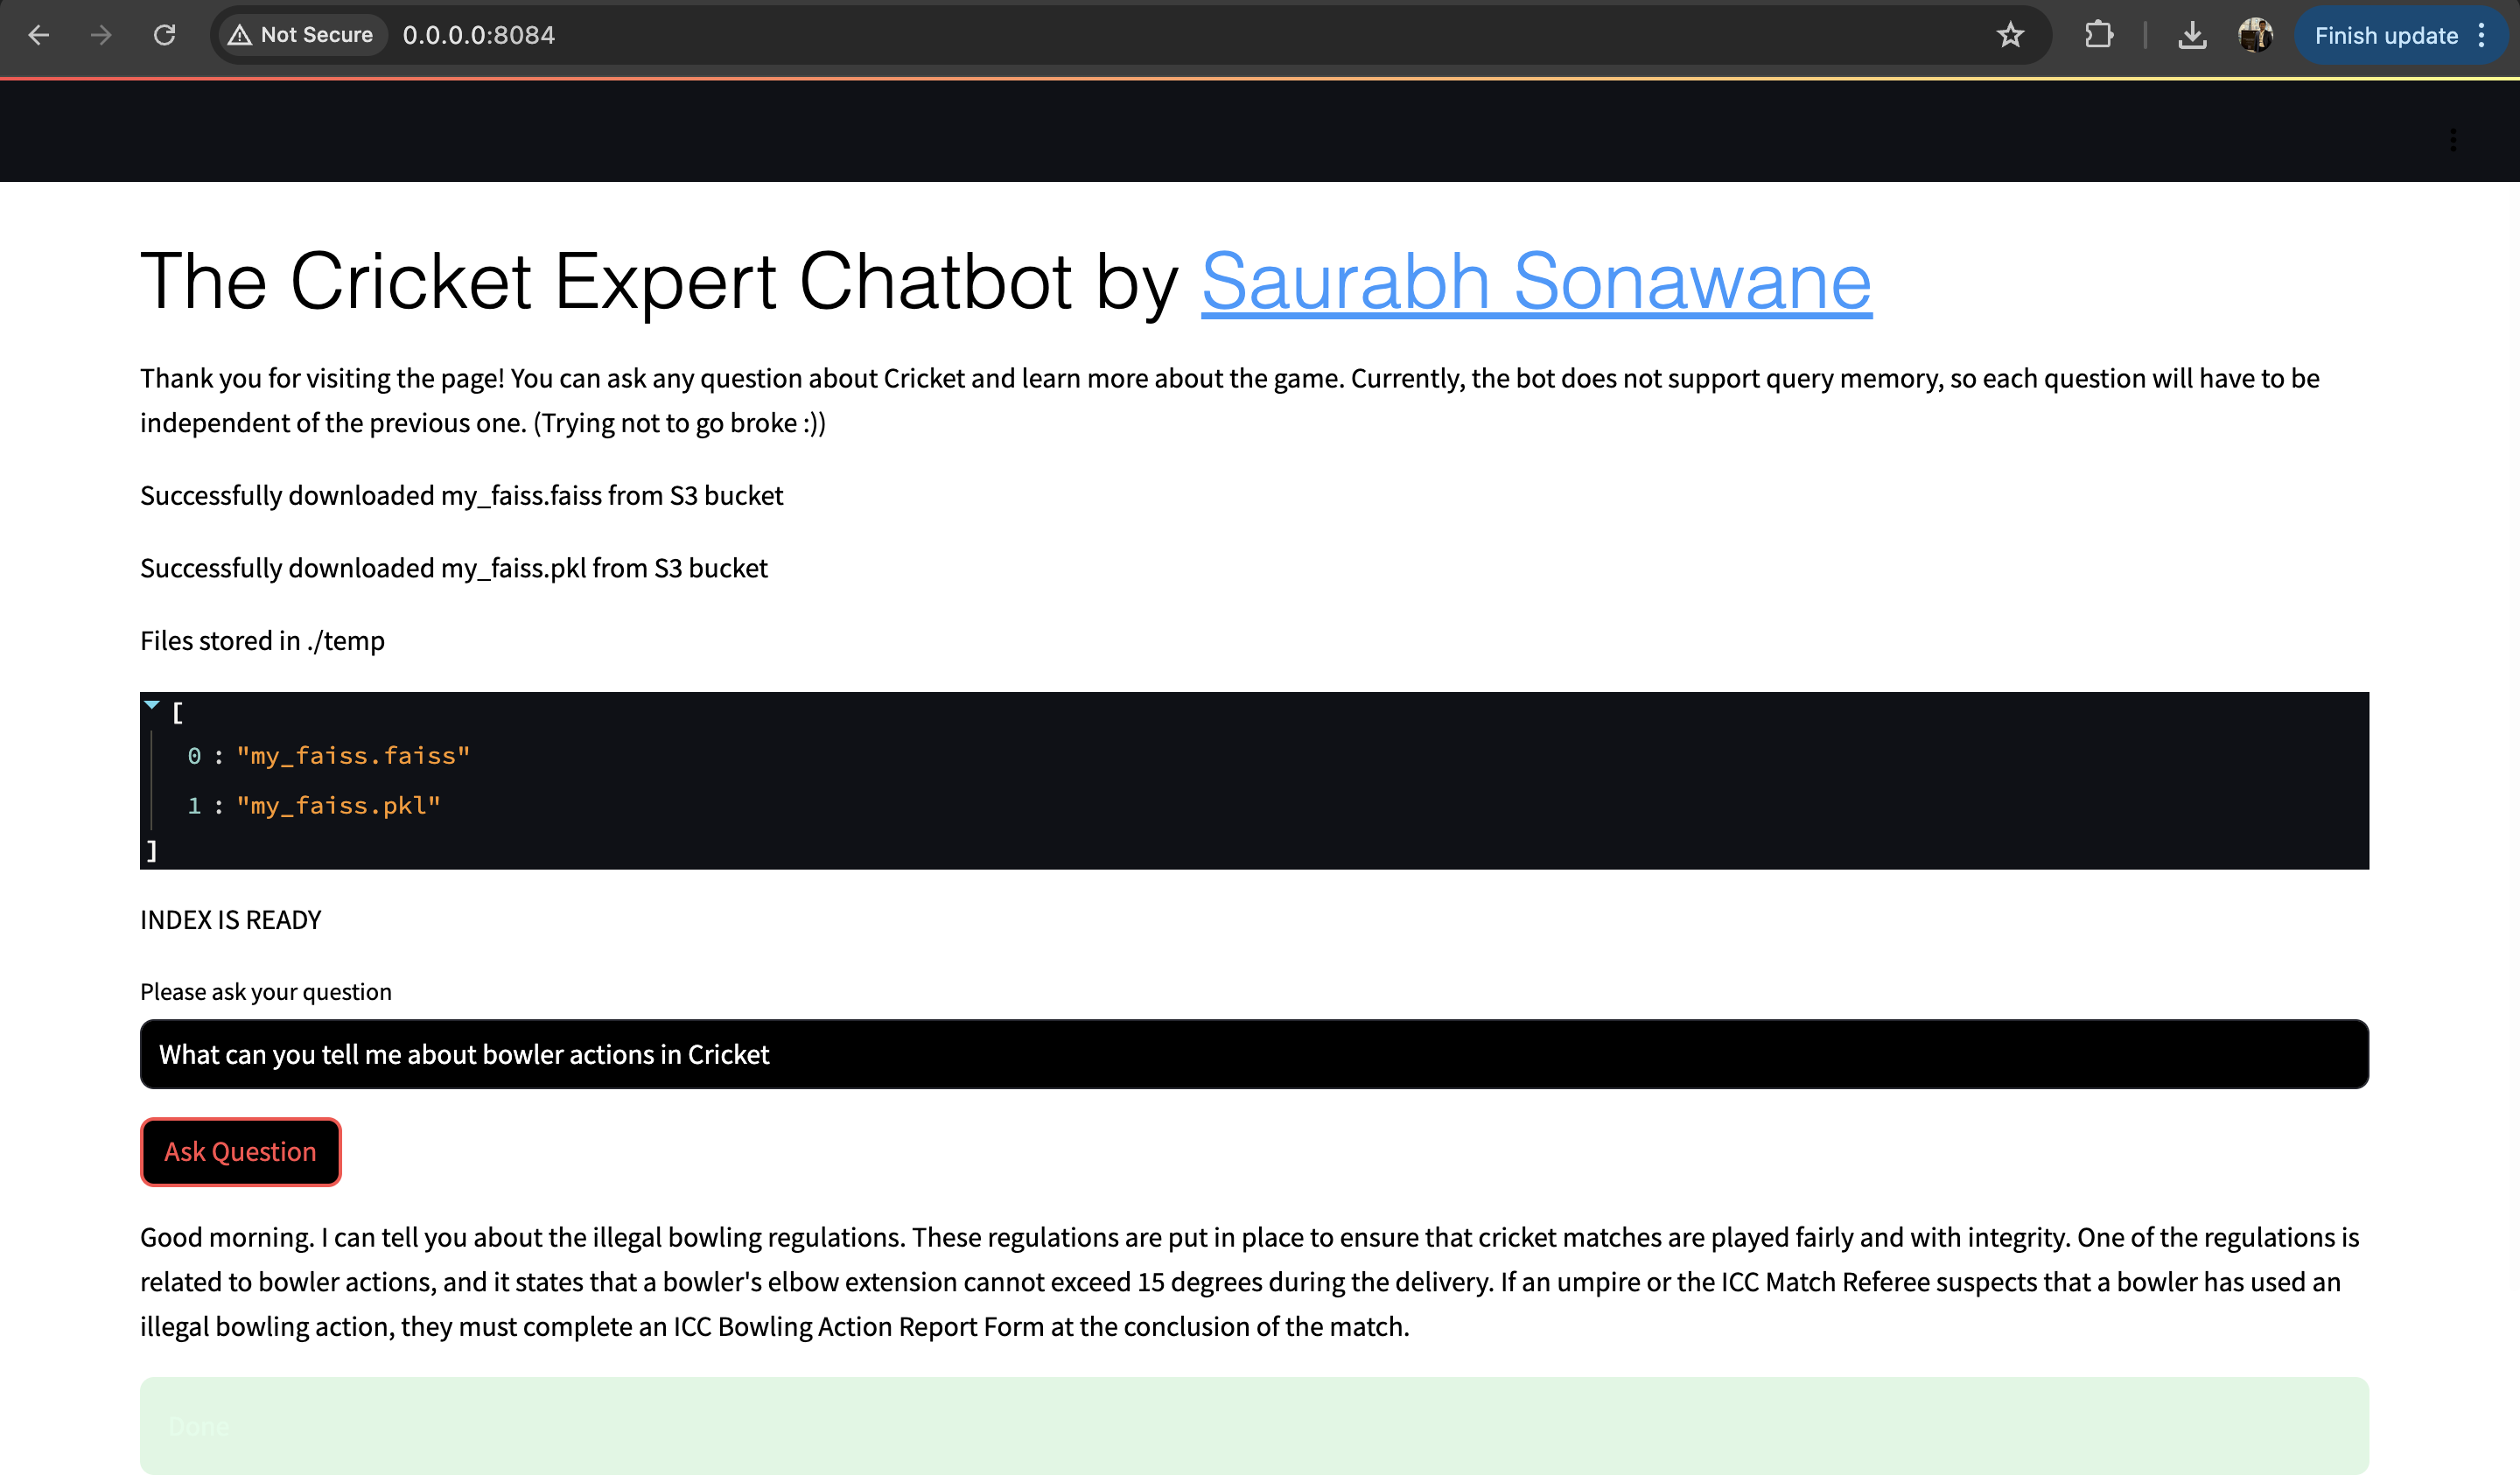 Not Secure 0.0.0.0:8084 Finish update
The Cricket Expert Chatbot by Saurabh Sonawane
Thank you for visiting the page! You can ask any question about Cricket and learn more about the game. Currently, the bot does not support query memory, so each question will have to be
independent of the previous one. (Trying not to go broke :))
Successfully downloaded my_faiss.faiss from S3 bucket
Successfully downloaded my_faiss.pkl from S3 bucket
Files stored in ./temp
[
0 : "my_faiss.faiss"
1 : "my_faiss.pkl"
]
INDEX IS READY
Please ask your question
What can you tell me about bowler actions in Cricket
Ask Question
Good morning. I can tell you about the illegal bowling regulations. These regulations are put in place to ensure that cricket matches are played fairly and with integrity. One of the regulations is
related to bowler actions, and it states that a bowler's elbow extension cannot exceed 15 degrees during the delivery. If an umpire or the ICC Match Referee suspects that a bowler has used an
illegal bowling action, they must complete an ICC Bowling Action Report Form at the conclusion of the match.
Done